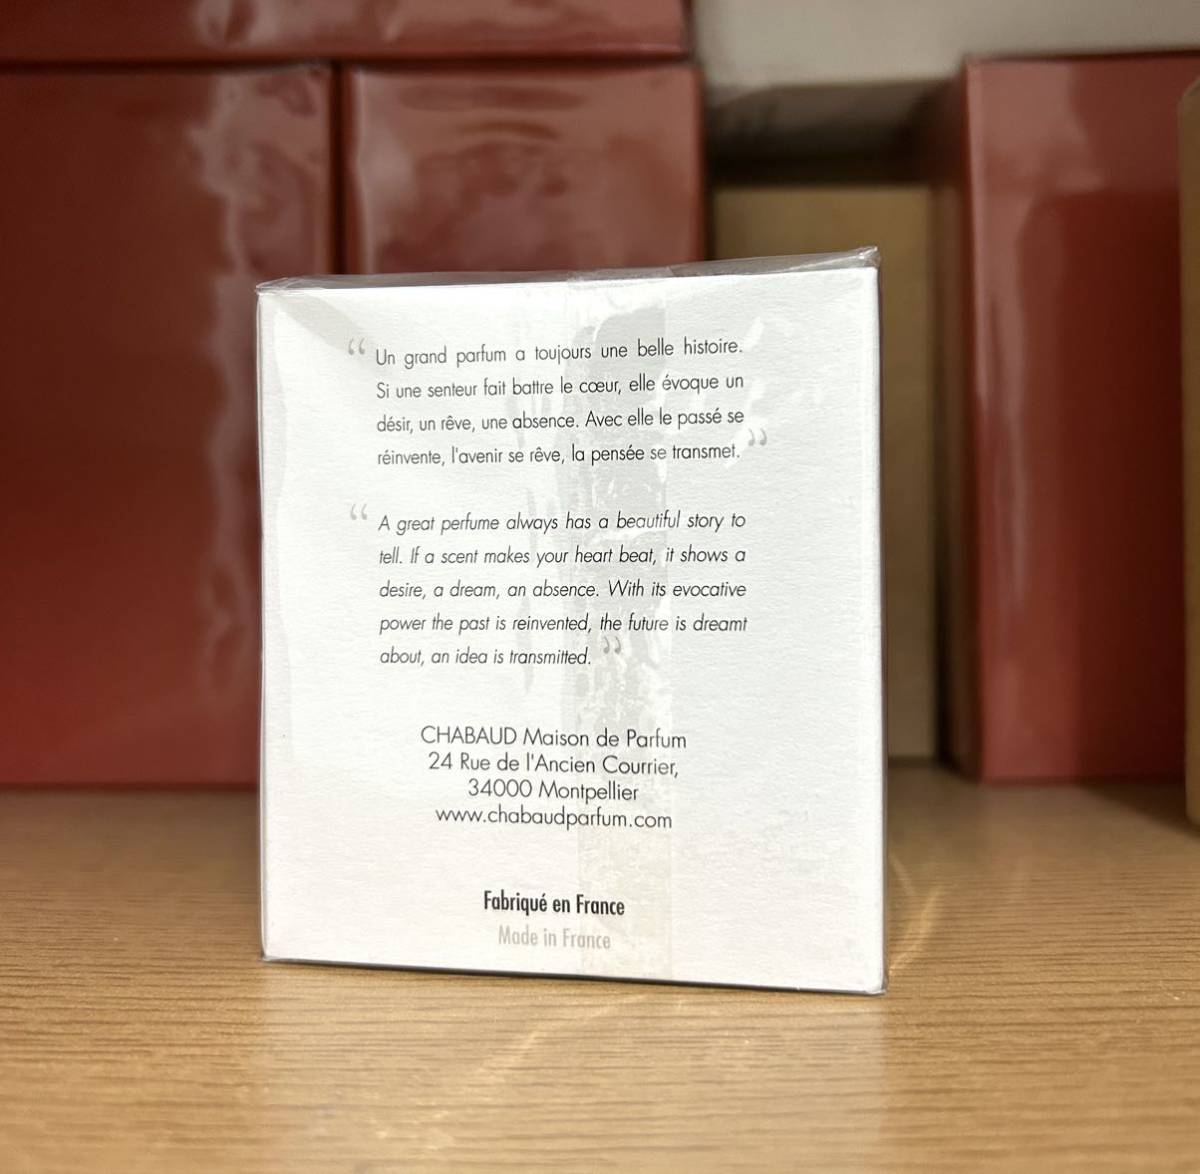 “ Un grand parfum a toujours une belle histoire.
Si une senteur fait battre le cœur, elle évoque un
désir, un rêve, une absence. Avec elle le passé se
réinvente, l'avenir se rêve, la pensée se transmet. ”
“ A great perfume always has a beautiful story to
tell. If a scent makes your heart beat, it shows a
desire, a dream, an absence. With its evocative
power the past is reinvented, the future is dreamt
about, an idea is transmitted. ”
CHABAUD Maison de Parfum
24 Rue de l'Ancien Courrier,
34000 Montpellier
www.chabaudparfum.com
Fabriqué en France
Made in France